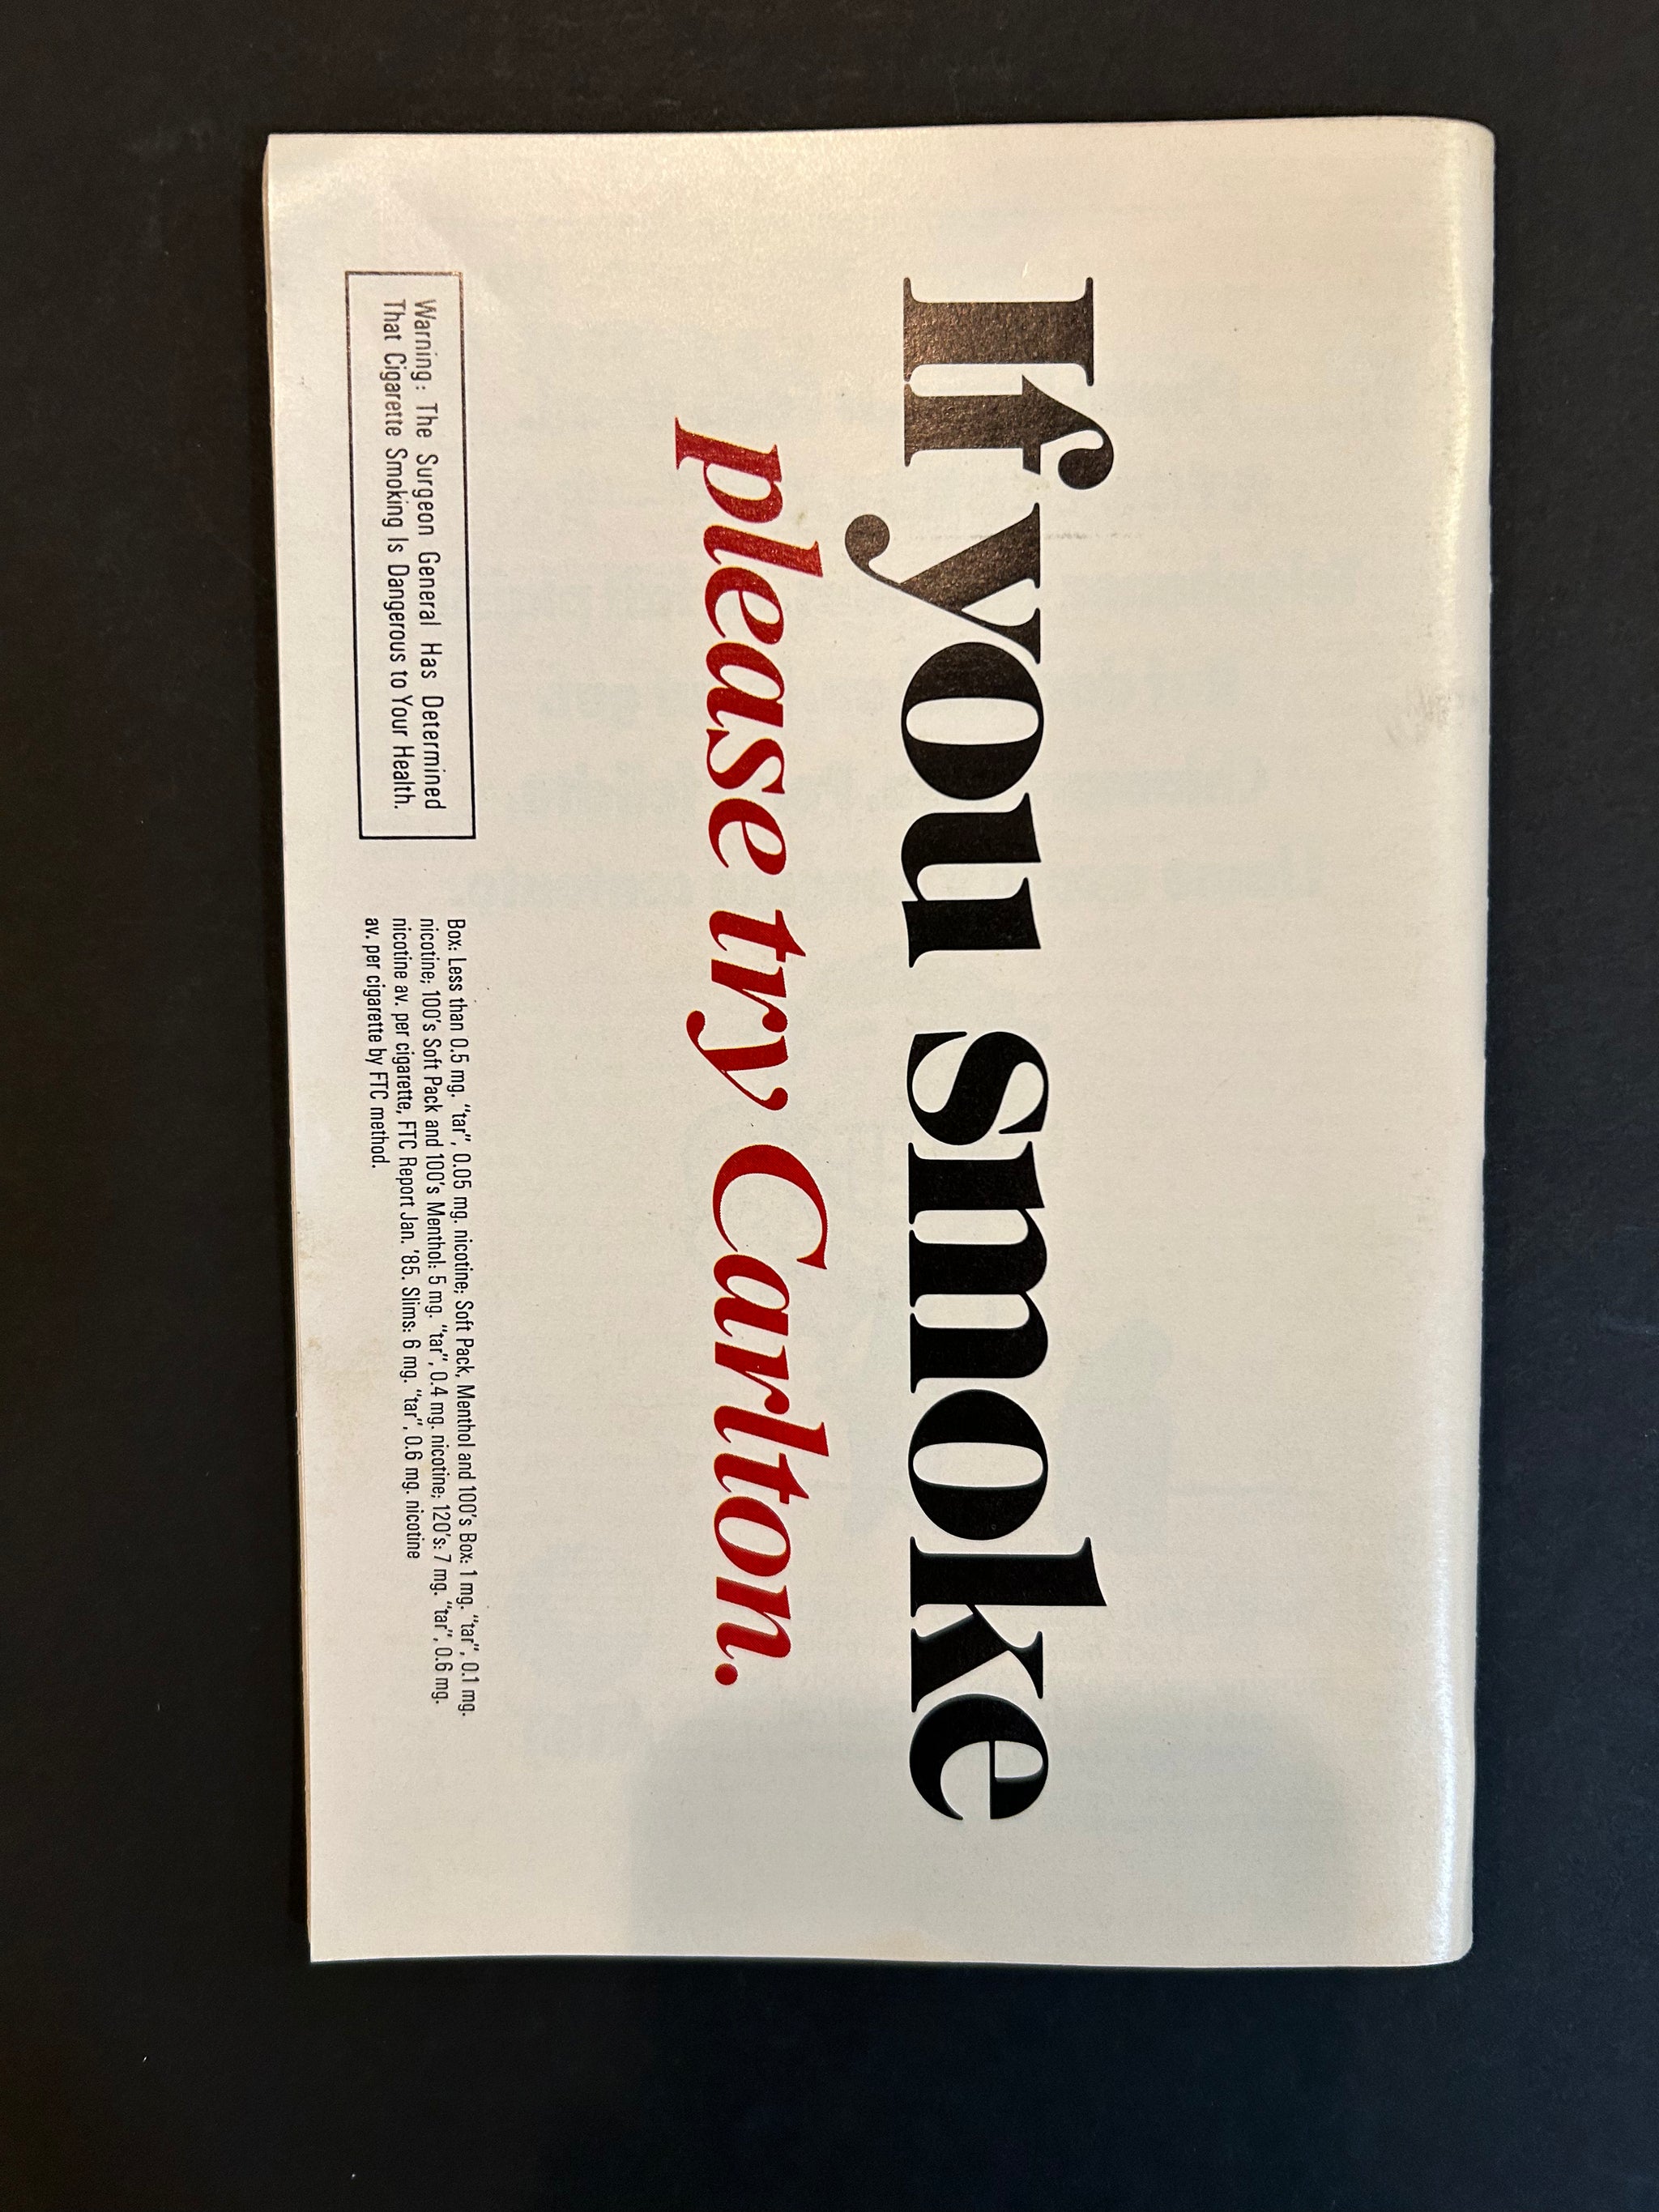 If you smoke
please try Carlton.
Warning: The Surgeon General Has Determined
That Cigarette Smoking Is Dangerous to Your Health.
Box: Less than 0.5 mg. "tar", 0.05 mg. nicotine; Soft Pack, Menthol and 100's Box: 1 mg. "tar", 0.1 mg.
nicotine; 100's Soft Pack and 100's Menthol: 5 mg. "tar", 0.4 mg. nicotine; 120's: 7 mg. "tar", 0.6 mg.
nicotine av. per cigarette, FTC Report Jan. '85. Slims: 6 mg. "tar", 0.6 mg. nicotine
av. per cigarette by FTC method.